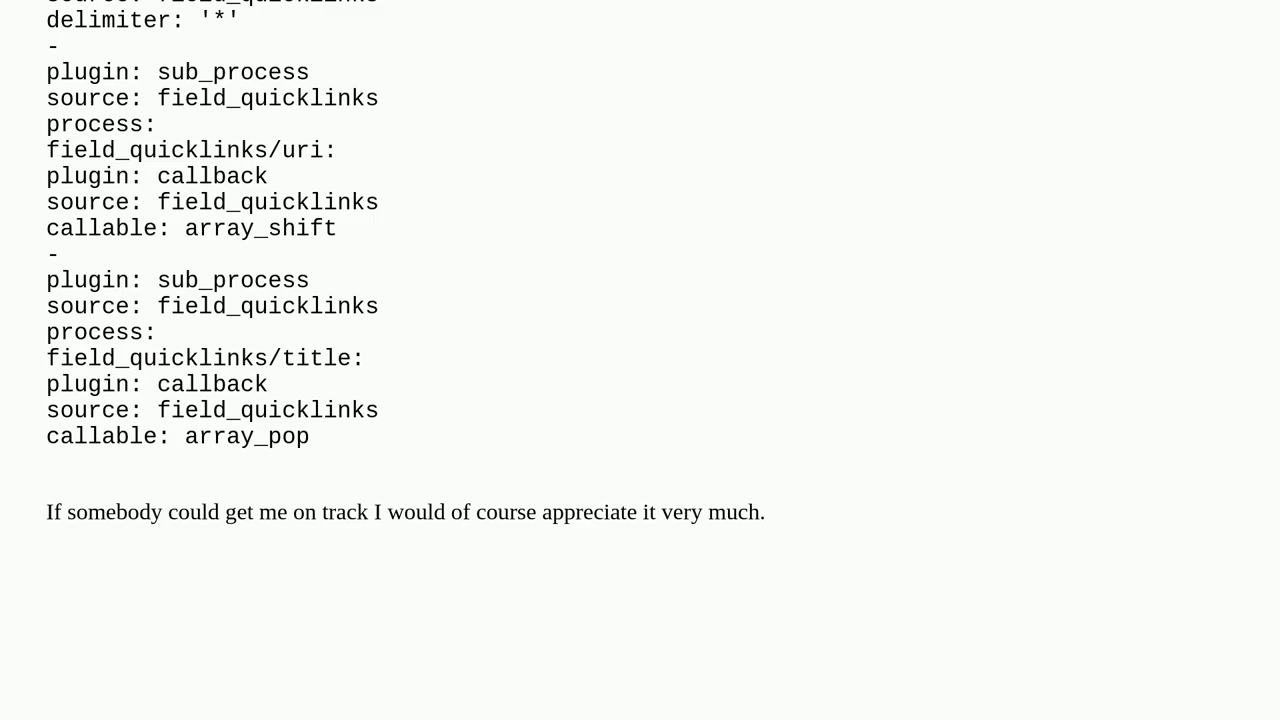 source: field_quicklinks
delimiter: '*'
-
plugin: sub_process
source: field_quicklinks
process:
field_quicklinks/uri:
plugin: callback
source: field_quicklinks
callable: array_shift
-
plugin: sub_process
source: field_quicklinks
process:
field_quicklinks/title:
plugin: callback
source: field_quicklinks
callable: array_pop
If somebody could get me on track I would of course appreciate it very much.